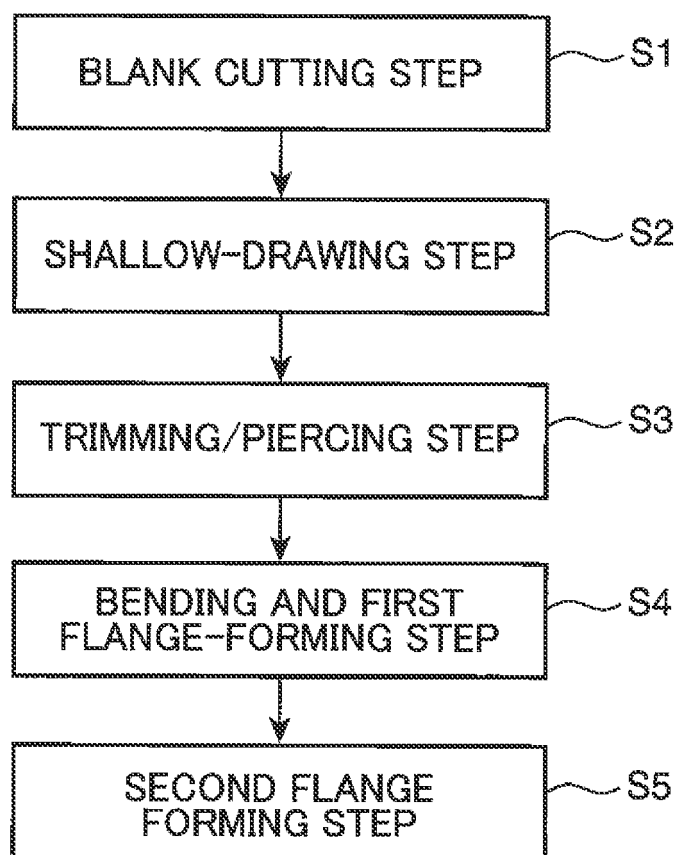 BLANK CUTTING STEP
S1
SHALLOW-DRAWING STEP
S2
TRIMMING/PIERCING STEP
S3
BENDING AND FIRST
FLANGE-FORMING STEP
S4
SECOND FLANGE
FORMING STEP
S5